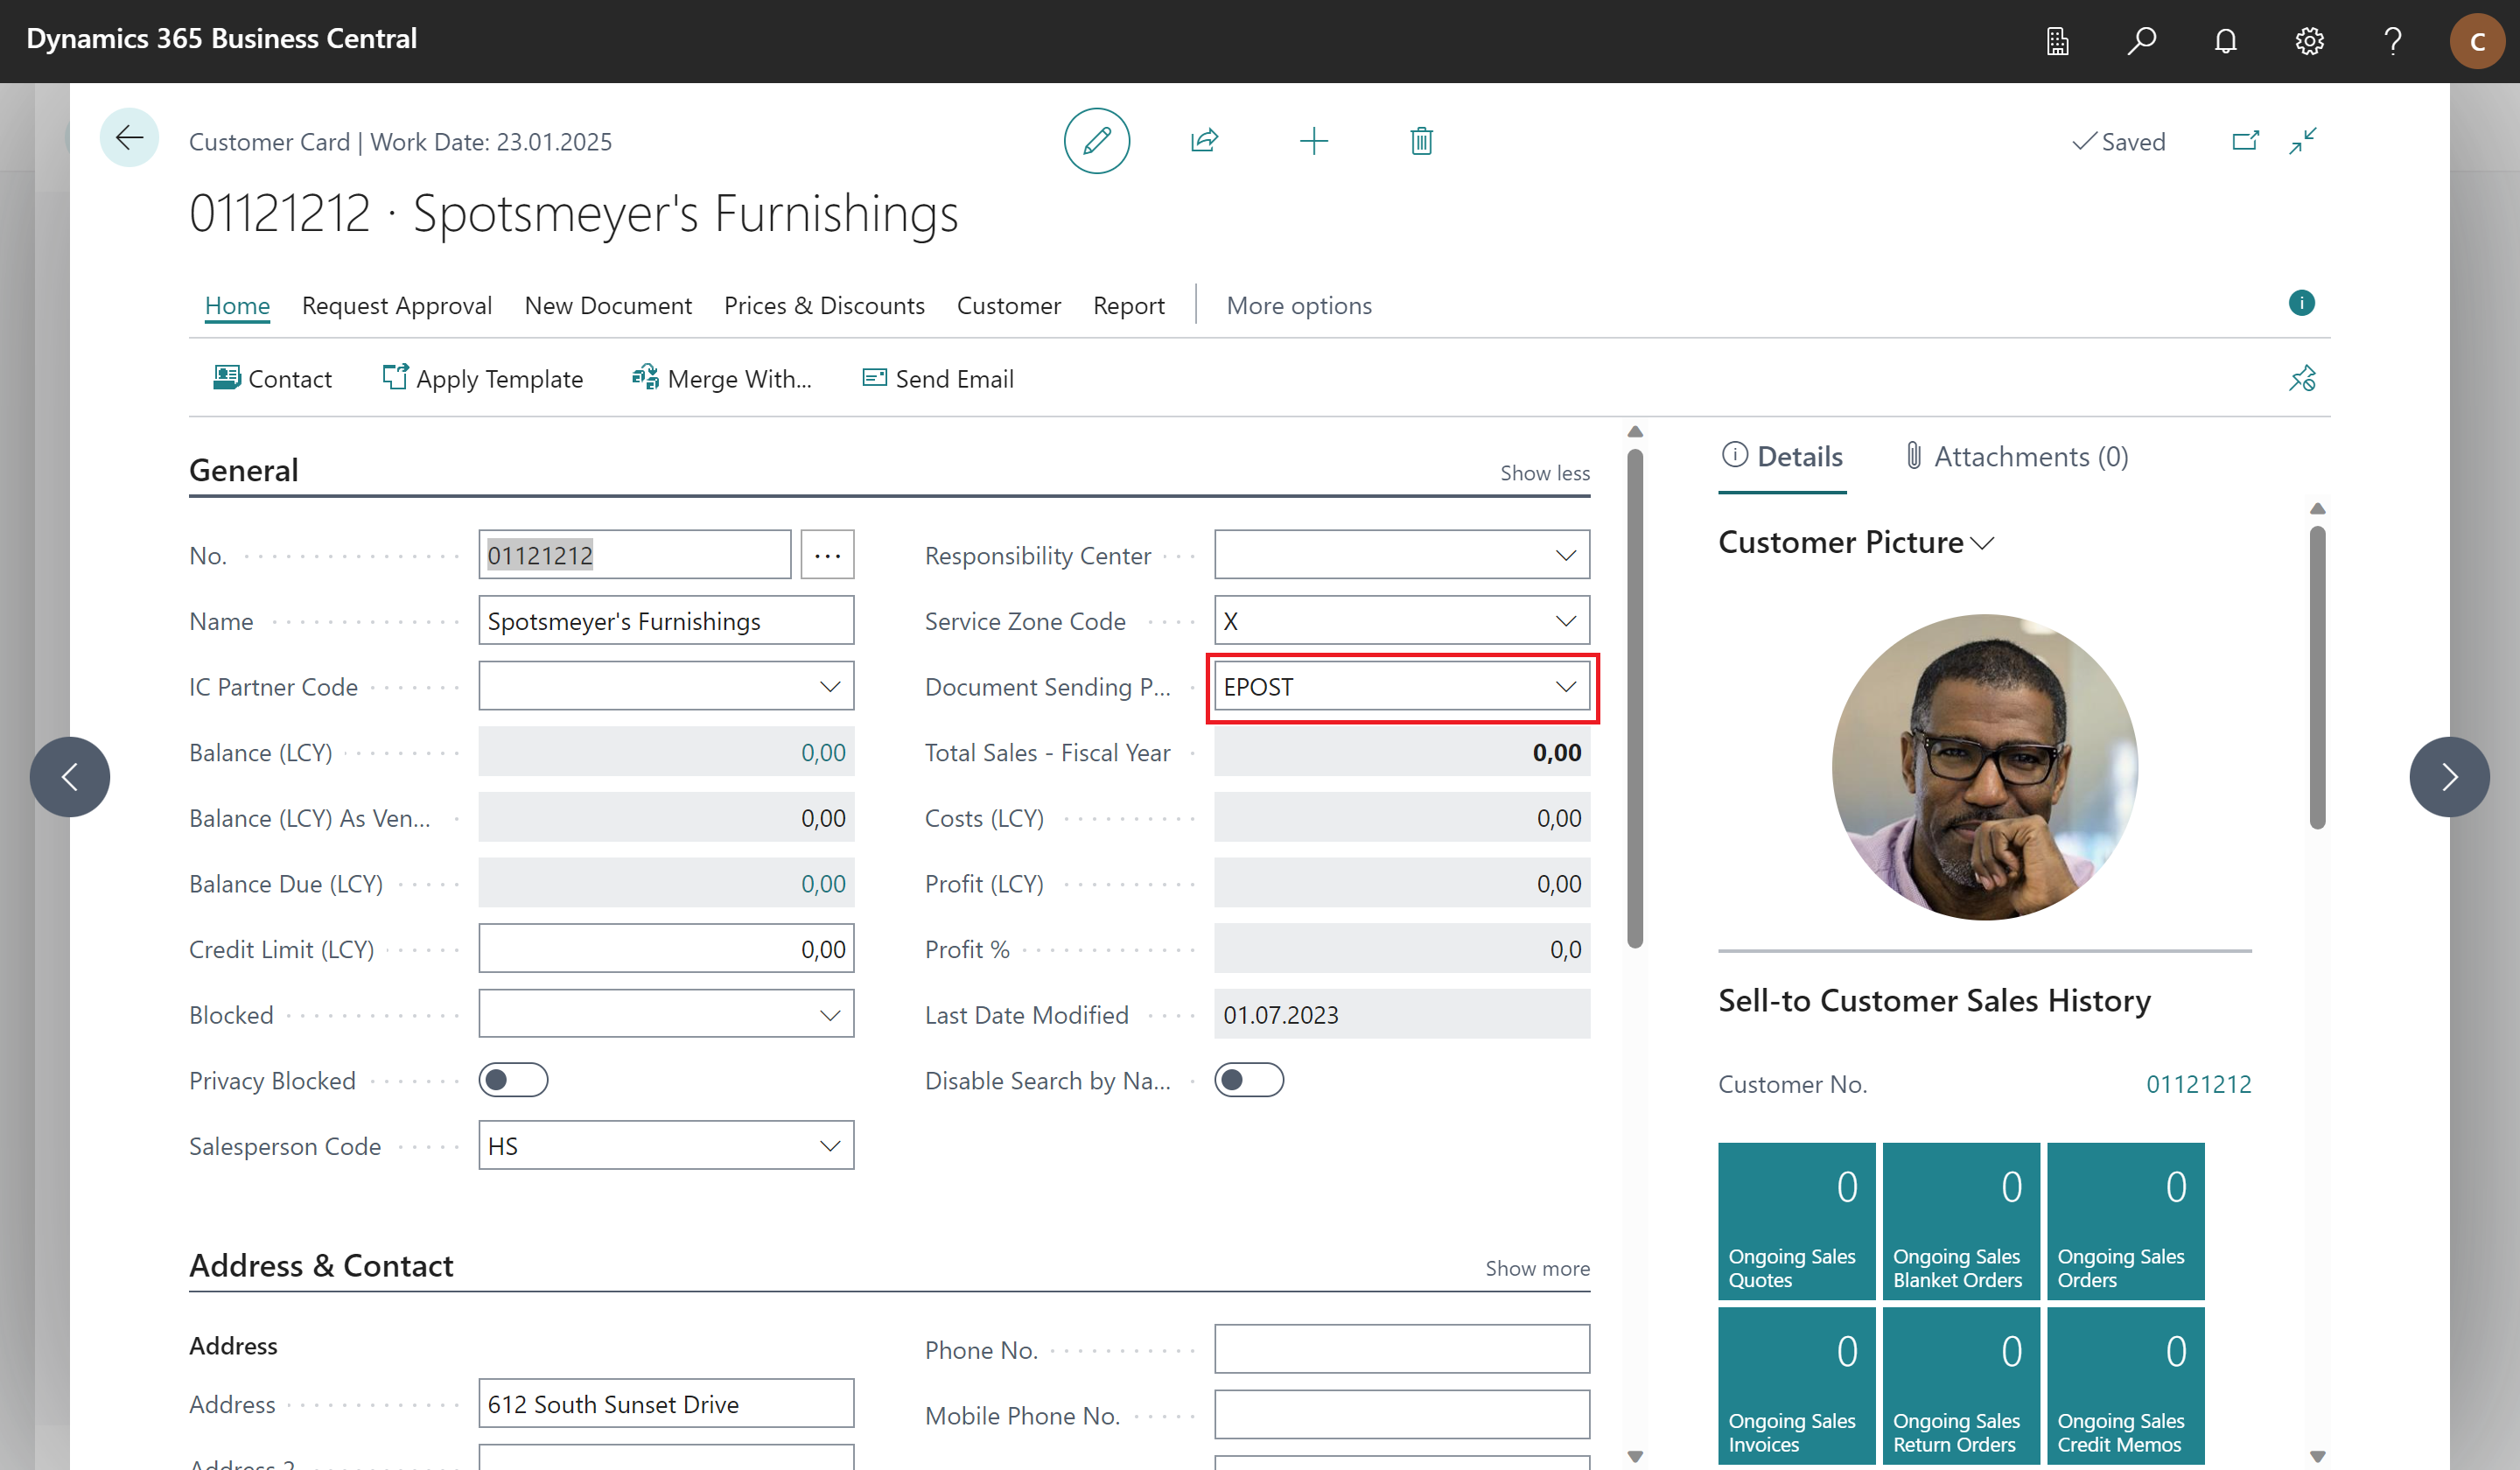 Dynamics 365 Business Central
C
Customer Card | Work Date: 23.01.2025
Saved
01121212 · Spotsmeyer's Furnishings
Home Request Approval New Document Prices & Discounts Customer Report More options
Contact Apply Template Merge With... Send Email
General Show less
No. 01121212 ...
Name Spotsmeyer's Furnishings
IC Partner Code
Balance (LCY) 0,00
Balance (LCY) As Ven... 0,00
Balance Due (LCY) 0,00
Credit Limit (LCY) 0,00
Blocked
Privacy Blocked
Salesperson Code HS
Responsibility Center
Service Zone Code X
Document Sending P... EPOST
Total Sales - Fiscal Year 0,00
Costs (LCY) 0,00
Profit (LCY) 0,00
Profit % 0,0
Last Date Modified 01.07.2023
Disable Search by Na...
Address & Contact Show more
Address
Address 612 South Sunset Drive
Address 2
Phone No.
Mobile Phone No.
Details Attachments (0)
Customer Picture
Sell-to Customer Sales History
Customer No. 01121212
0
Ongoing Sales
Quotes
0
Ongoing Sales
Blanket Orders
0
Ongoing Sales
Orders
0
Ongoing Sales
Invoices
0
Ongoing Sales
Return Orders
0
Ongoing Sales
Credit Memos